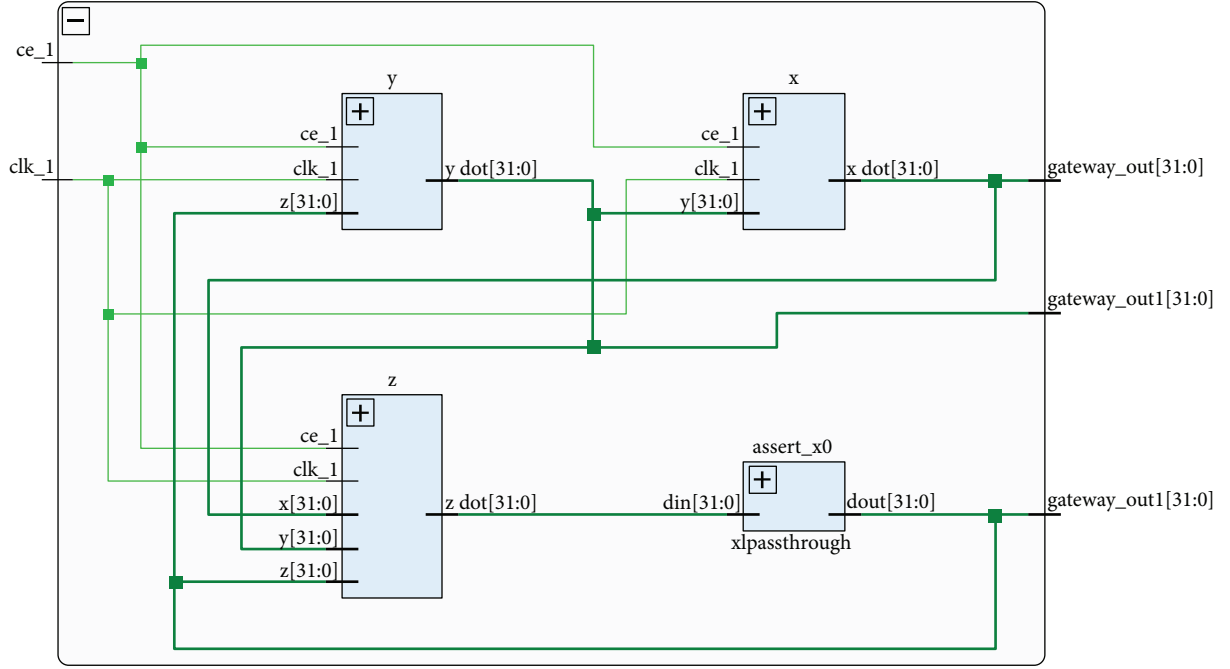 ce_1
clk_1
y
ce_1
clk_1
z[31:0]
y dot[31:0]
x
ce_1
clk_1
y[31:0]
x dot[31:0]
gateway_out[31:0]
gateway_out1[31:0]
z
ce_1
clk_1
x[31:0]
y[31:0]
z[31:0]
z dot[31:0]
assert_x0
din[31:0]
dout[31:0]
xlpassthrough
gateway_out1[31:0]